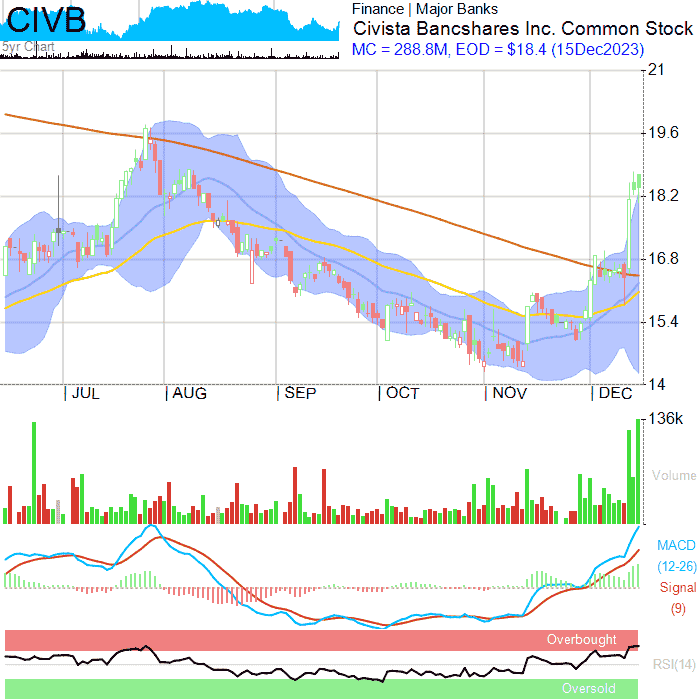 CIVB
5yr Chart
Finance | Major Banks
Civista Bancshares Inc. Common Stock
MC = 288.8M, EOD = $18.4 (15Dec2023)
21
19.6
18.2
16.8
15.4
14
JUL AUG SEP OCT NOV DEC
136k
Volume
MACD
(12-26)
Signal
(9)
Overbought
RSI(14)
Oversold